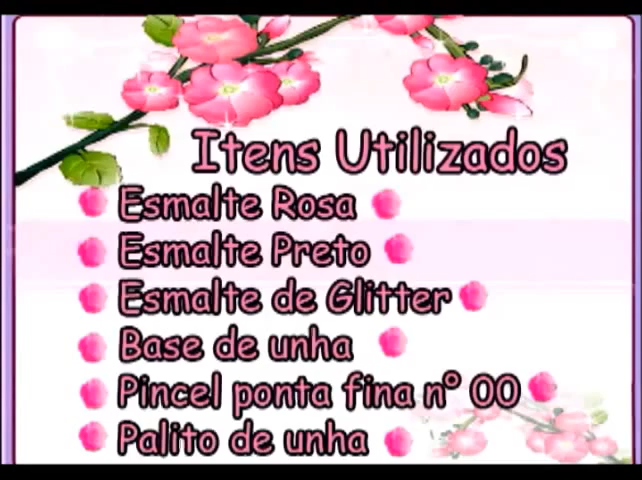 Itens Utilizados
Esmalte Rosa
Esmalte Preto
Esmalte de Glitter
Base de unha
Pincel ponta fina n° 00
Palito de unha